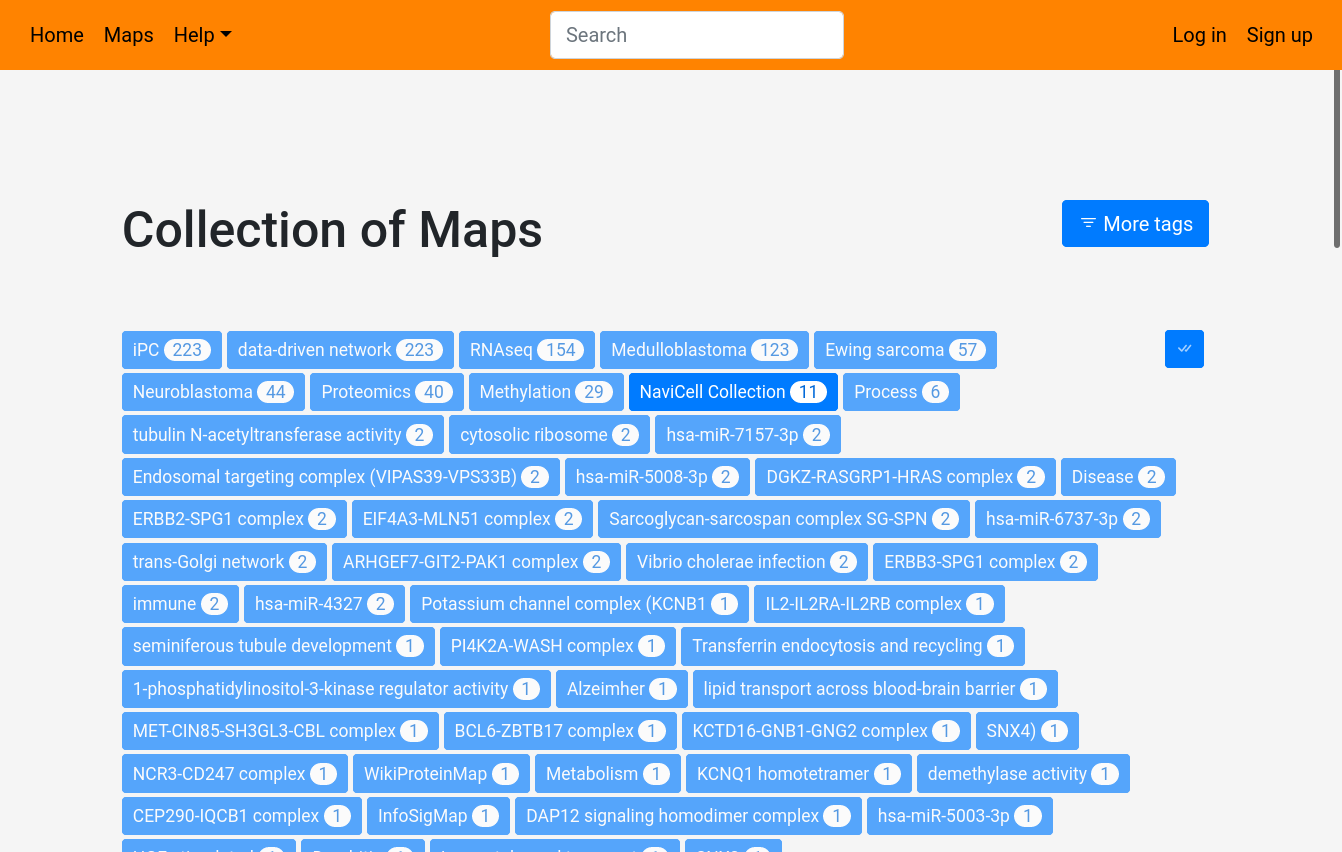 Home Maps Help Search Log in Sign up
Collection of Maps
More tags
iPC 223 data-driven network 223 RNAseq 154 Medulloblastoma 123 Ewing sarcoma 57
Neuroblastoma 44 Proteomics 40 Methylation 29 NaviCell Collection 11 Process 6
tubulin N-acetyltransferase activity 2 cytosolic ribosome 2 hsa-miR-7157-3p 2
Endosomal targeting complex (VIPAS39-VPS33B) 2 hsa-miR-5008-3p 2 DGKZ-RASGRP1-HRAS complex 2 Disease 2
ERBB2-SPG1 complex 2 EIF4A3-MLN51 complex 2 Sarcoglycan-sarcospan complex SG-SPN 2 hsa-miR-6737-3p 2
trans-Golgi network 2 ARHGEF7-GIT2-PAK1 complex 2 Vibrio cholerae infection 2 ERBB3-SPG1 complex 2
immune 2 hsa-miR-4327 2 Potassium channel complex (KCNB1 1 IL2-IL2RA-IL2RB complex 1
seminiferous tubule development 1 PI4K2A-WASH complex 1 Transferrin endocytosis and recycling 1
1-phosphatidylinositol-3-kinase regulator activity 1 Alzeimher 1 lipid transport across blood-brain barrier 1
MET-CIN85-SH3GL3-CBL complex 1 BCL6-ZBTB17 complex 1 KCTD16-GNB1-GNG2 complex 1 SNX4) 1
NCR3-CD247 complex 1 WikiProteinMap 1 Metabolism 1 KCNQ1 homotetramer 1 demethylase activity 1
CEP290-IQCB1 complex 1 InfoSigMap 1 DAP12 signaling homodimer complex 1 hsa-miR-5003-3p 1